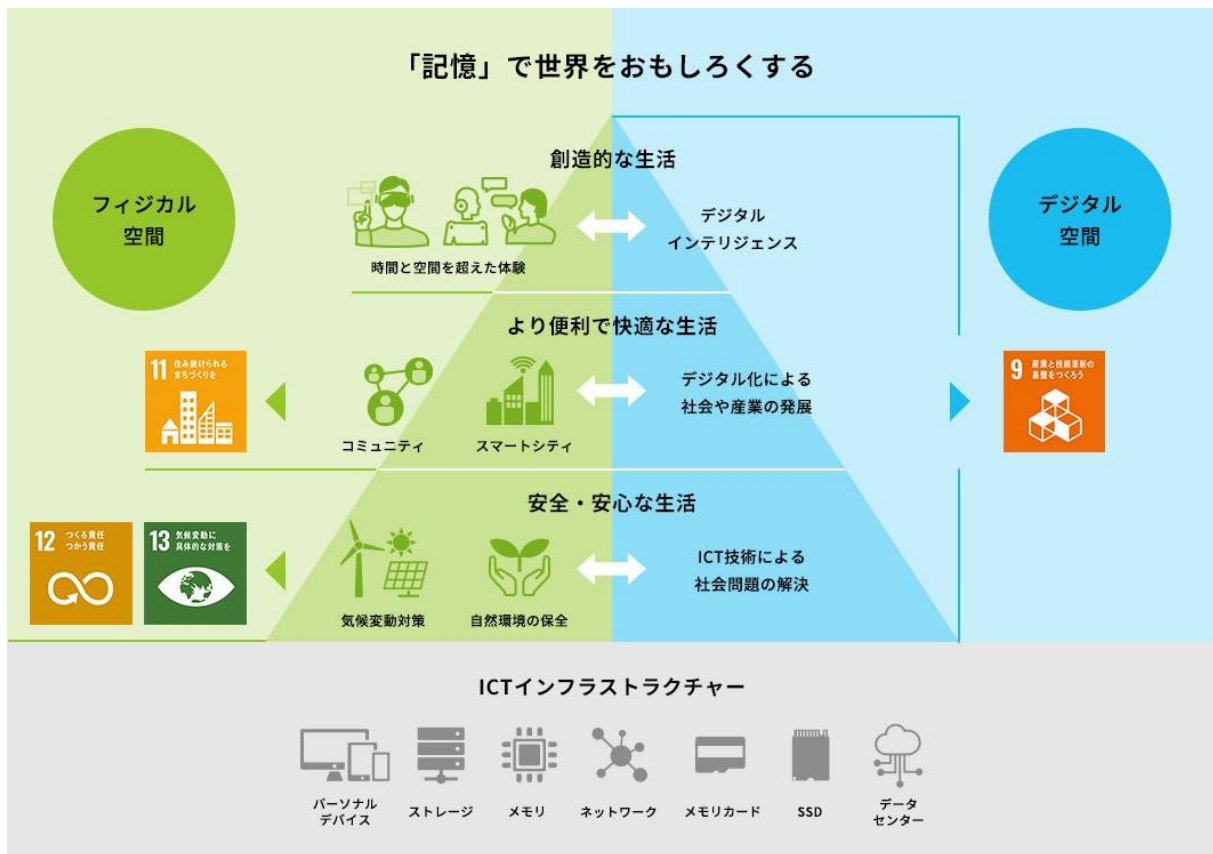 「記憶」で世界をおもしろくする
フィジカル
空間
デジタル
空間
創造的な生活
時間と空間を超えた体験
デジタル
インテリジェンス
より便利で快適な生活
11 住み続けられる
まちづくりを
コミュニティ
スマートシティ
デジタル化による
社会や産業の発展
9 産業と技術革新の
基盤をつくろう
安全・安心な生活
12 つくる責任
つかう責任
13 気候変動に
具体的な対策を
気候変動対策
自然環境の保全
ICT技術による
社会問題の解決
ICTインフラストラクチャー
パーソナル
デバイス
ストレージ
メモリ
ネットワーク
メモリカード
SSD
データ
センター